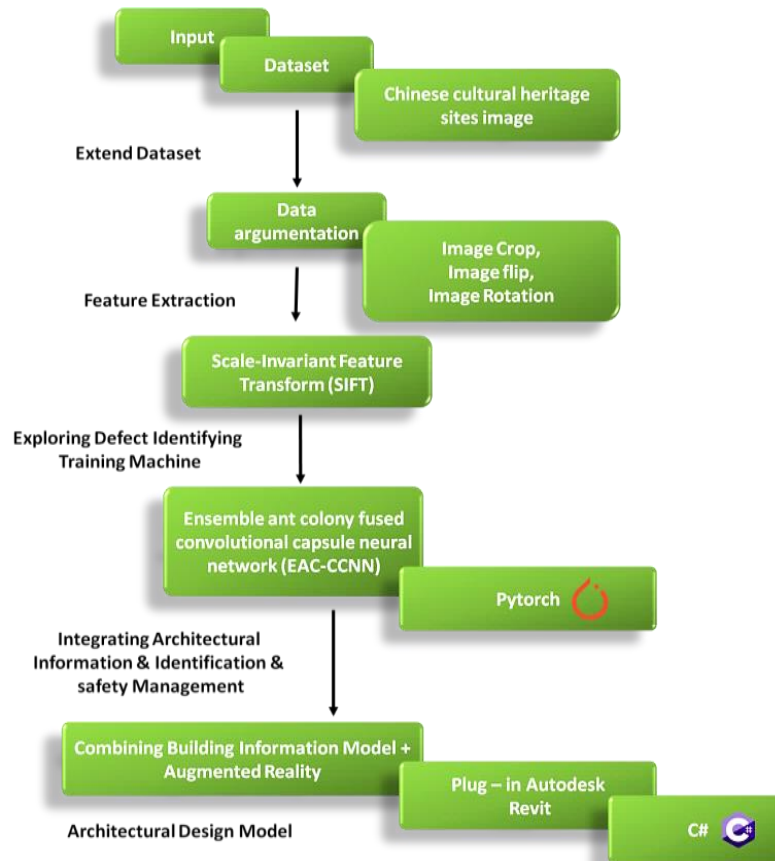 Input
Dataset
Chinese cultural heritage
sites image
Extend Dataset
Data
argumentation
Image Crop,
Image flip,
Image Rotation
Feature Extraction
Scale-Invariant Feature
Transform (SIFT)
Exploring Defect Identifying
Training Machine
Ensemble ant colony fused
convolutional capsule neural
network (EAC-CCNN)
Pytorch
Integrating Architectural
Information & Identification &
safety Management
Combining Building Information Model +
Augmented Reality
Plug – in Autodesk
Revit
Architectural Design Model
C#
C#